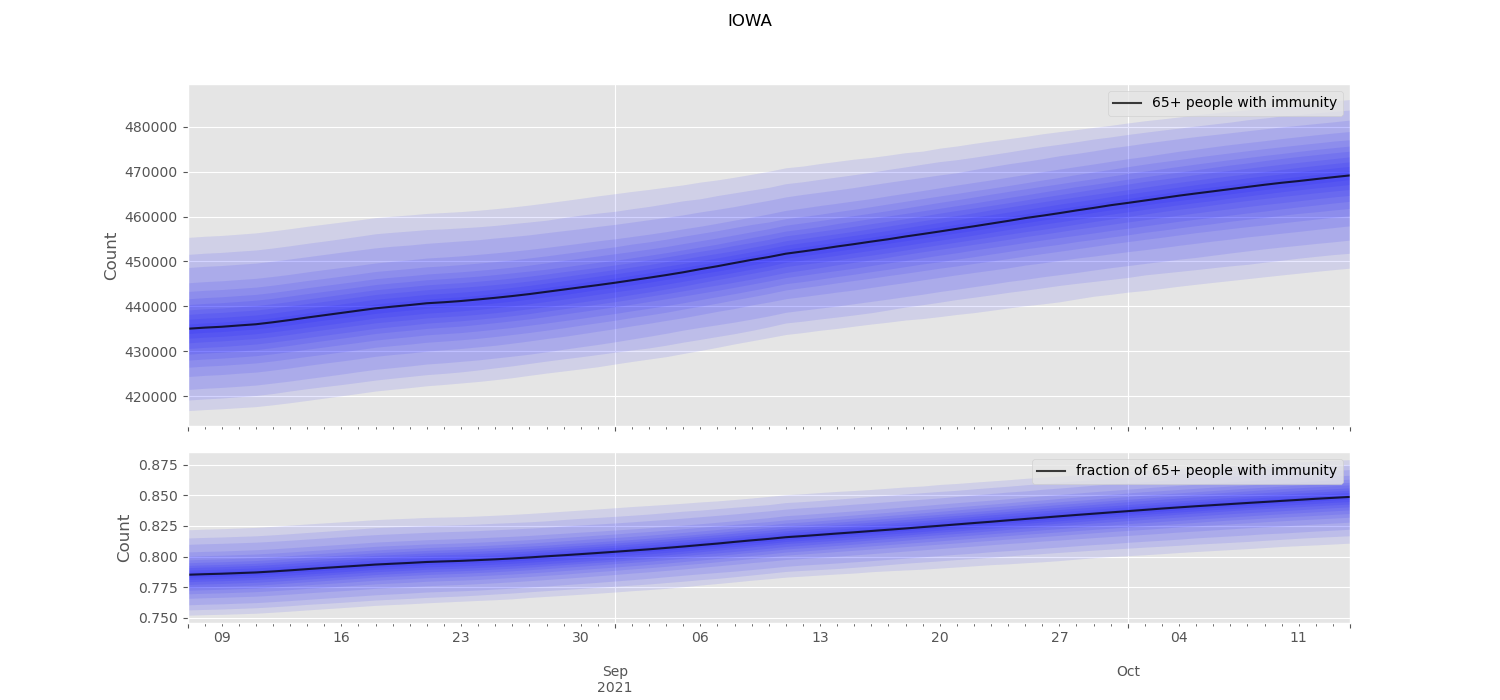 IOWA
65+ people with immunity
480000
470000
460000
450000
440000
430000
420000
Count
fraction of 65+ people with immunity
0.875
0.850
0.825
0.800
0.775
0.750
Count
09 16 23 30 06 13 20 27 04 11
Sep Oct
2021